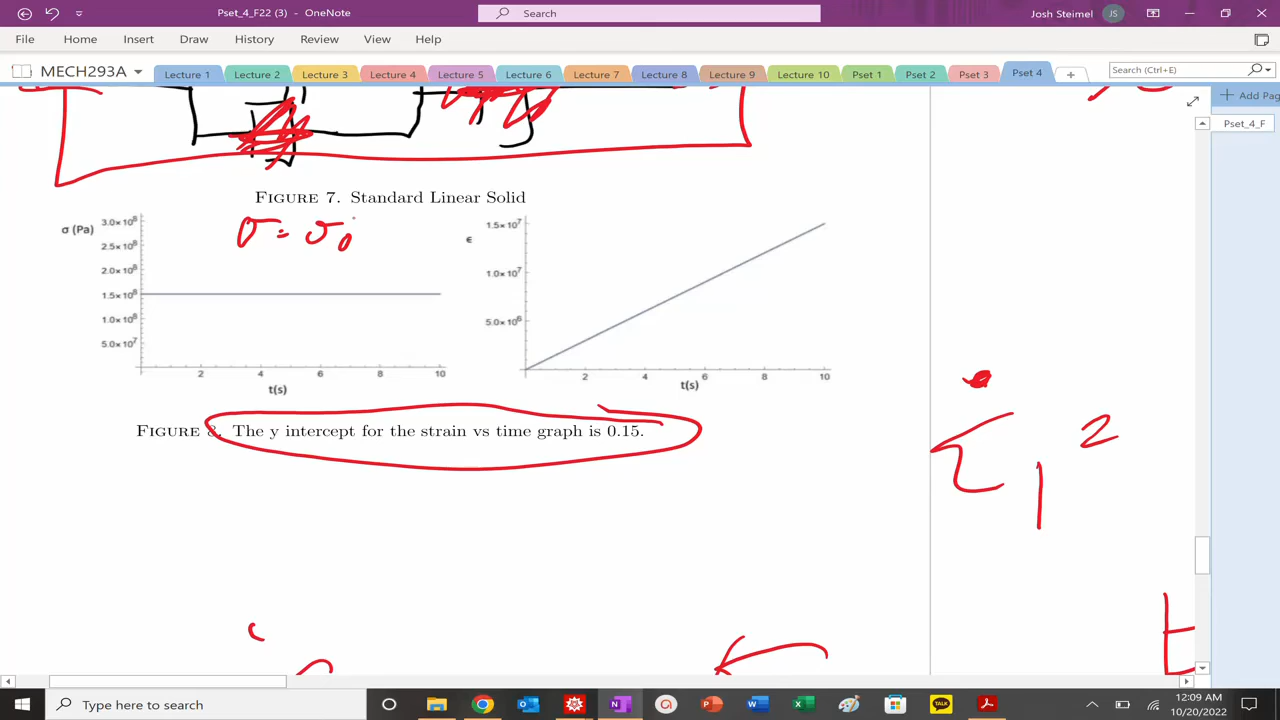 Pset_4_F22 (3) - OneNote
Search
Josh Steimel
JS
File Home Insert Draw History Review View Help
MECH293A
Lecture 1 Lecture 2 Lecture 3 Lecture 4 Lecture 5 Lecture 6 Lecture 7 Lecture 8 Lecture 9 Lecture 10 Pset 1 Pset 2 Pset 3 Pset 4
Search (Ctrl+E)
Add Pag
Pset_4_F
FIGURE 7. Standard Linear Solid
σ = σ₀
σ (Pa)
3.0×10⁸
2.5×10⁸
2.0×10⁸
1.5×10⁸
1.0×10⁸
5.0×10⁷
2 4 6 8 10
t(s)
ϵ
1.5×10⁷
1.0×10⁷
5.0×10⁶
2 4 6 8 10
t(s)
FIGURE 8. The y intercept for the strain vs time graph is 0.15.
2
1
Type here to search
TALK
12:09 AM
10/20/2022